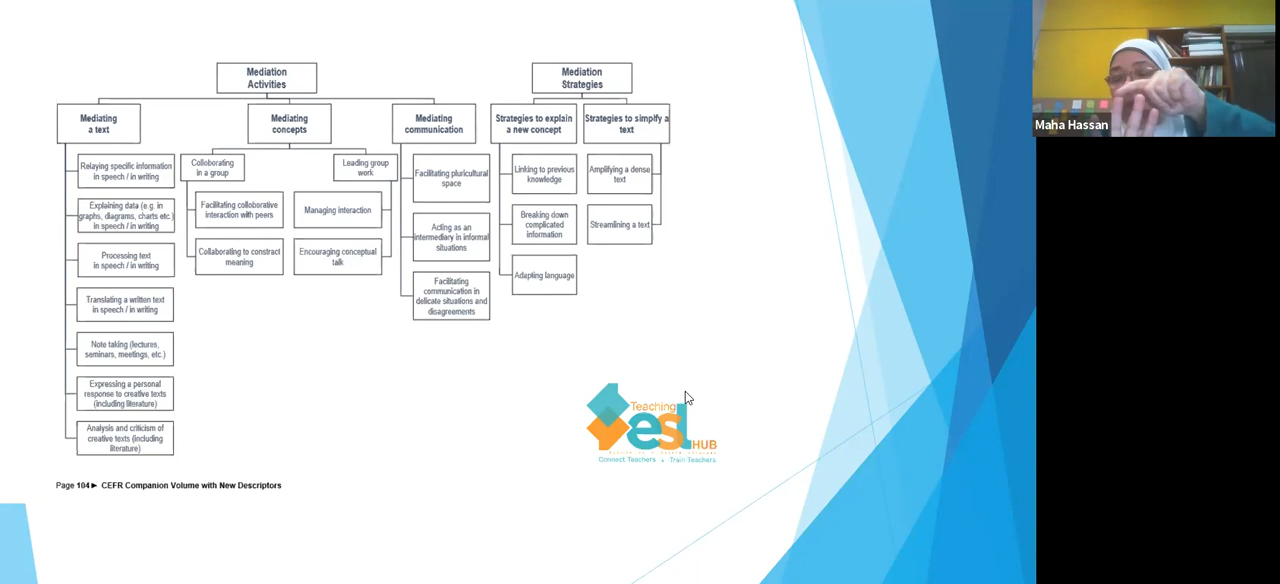 Mediation
Activities
Mediation
Strategies
Mediating
a text
Mediating
concepts
Mediating
communication
Strategies to explain
a new concept
Strategies to simplify a
text
Relaying specific information
in speech / in writing
Explaining data (e.g. in
graphs, diagrams, charts etc.)
in speech / in writing
Processing text
in speech / in writing
Translating a written text
in speech / in writing
Note taking (lectures,
seminars, meetings, etc.)
Expressing a personal
response to creative texts
(including literature)
Analysis and criticism of
creative texts (including
literature)
Colloborating
in a group
Facilitating colleborative
interaction with peers
Collaborating to construct
meaning
Leading group
work
Managing interaction
Encouraging conceptual
talk
Facilitating pluricultural
space
Acting as an
intermediary in informal
situations
Facilitating
communication in
delicate situations and
disagreements
Linking to previous
knowledge
Breaking down
complicated
information
Adapting language
Amplifying a dense
text
Streamlining a text
Teaching
esl
HUB
Connect Teachers • Train Teachers
Page 104► CEFR Companion Volume with New Descriptors
Maha Hassan